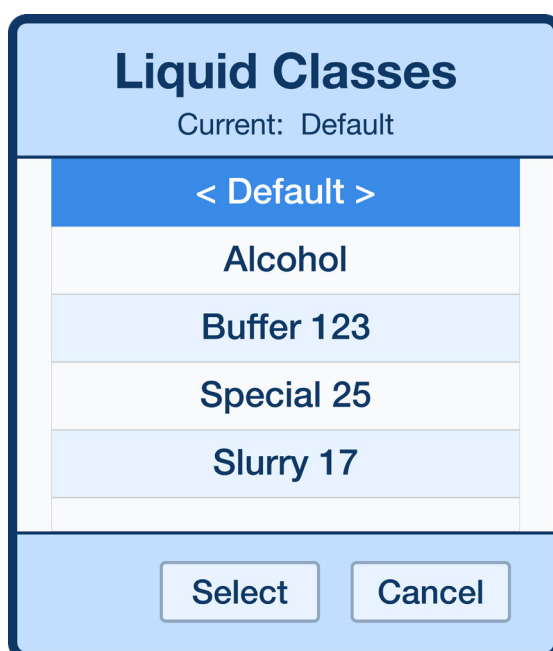 Liquid Classes
Current: Default
< Default >
Alcohol
Buffer 123
Special 25
Slurry 17
Select Cancel